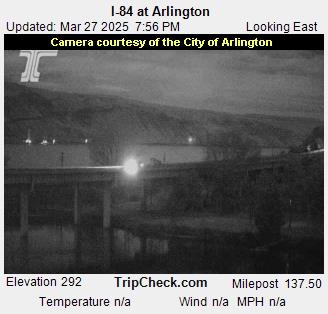 I-84 at Arlington
Updated: Mar 27 2025 7:56 PM Looking East
Camera courtesy of the City of Arlington
Elevation 292 TripCheck.com Milepost 137.50
Temperature n/a Wind n/a MPH n/a